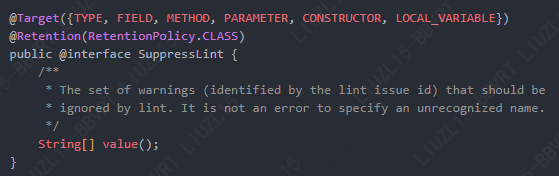 @Target({TYPE, FIELD, METHOD, PARAMETER, CONSTRUCTOR, LOCAL_VARIABLE})
@Retention(RetentionPolicy.CLASS)
public @interface SuppressLint {
    /**
     * The set of warnings (identified by the lint issue id) that should be
     * ignored by lint. It is not an error to specify an unrecognized name.
     */
    String[] value();
}